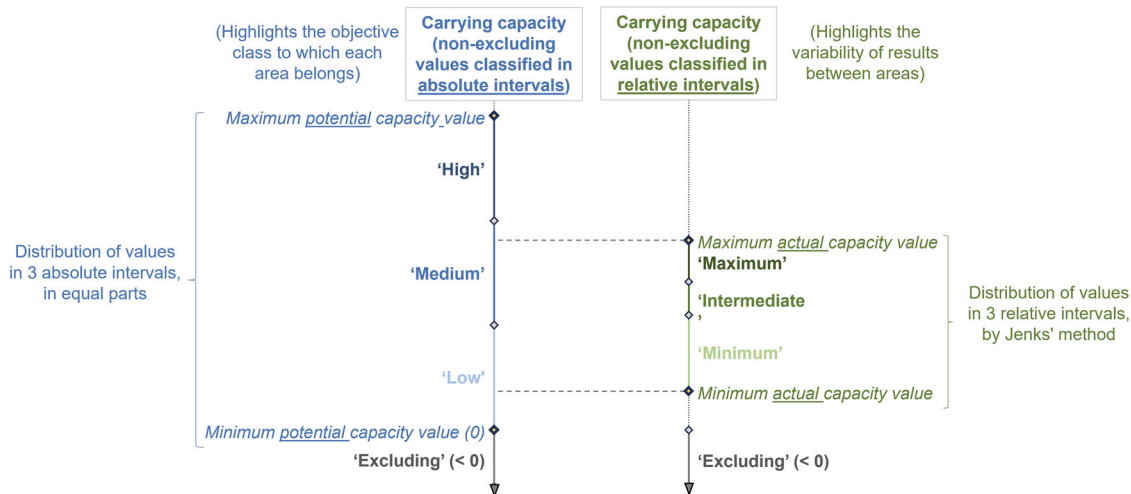 (Highlights the objective
class to which each
area belongs)
Carrying capacity
(non-excluding
values classified in
absolute intervals)
Carrying capacity
(non-excluding
values classified in
relative intervals)
(Highlights the
variability of results
between areas)
Maximum potential capacity value
‘High’
Distribution of values
in 3 absolute intervals,
in equal parts
‘Medium’
‘Low'
Minimum potential capacity value (0)
‘Excluding’ (< 0)
Maximum actual capacity value
‘Maximum’
‘Intermediate
’
‘Minimum’
Minimum actual capacity value
‘Excluding’ (< 0)
Distribution of values
in 3 relative intervals,
by Jenks' method